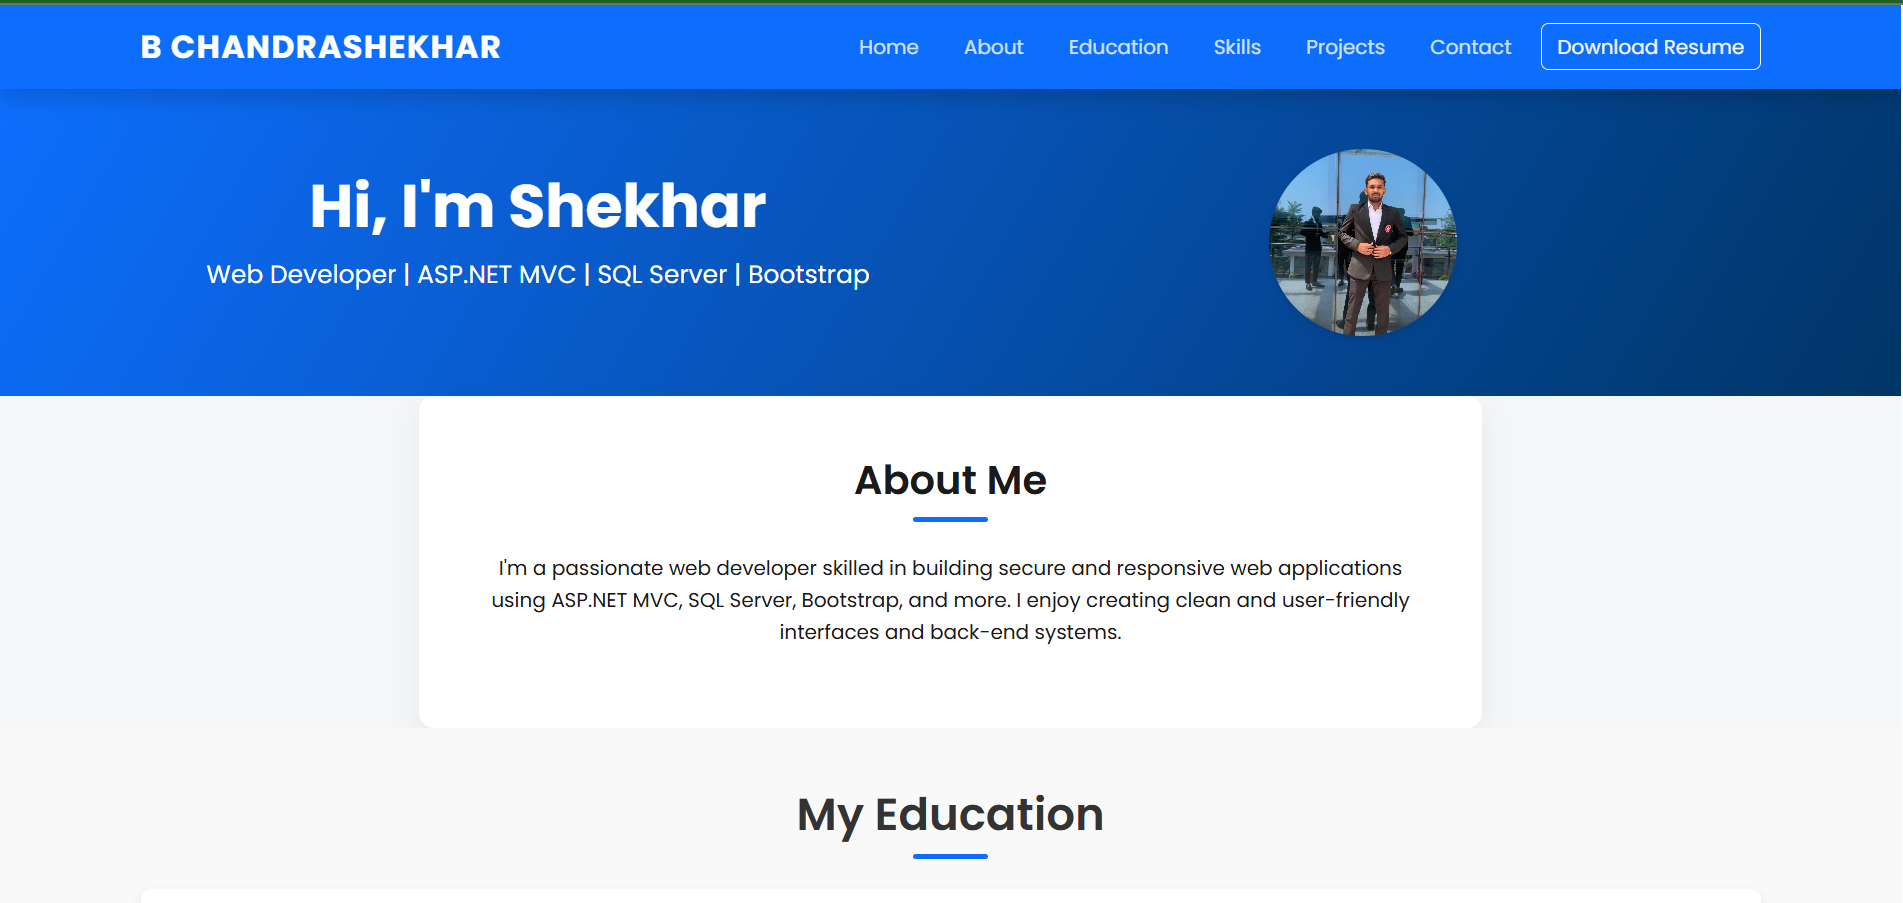 B CHANDRASHEKHAR
Home About Education Skills Projects Contact Download Resume
Hi, I'm Shekhar
Web Developer | ASP.NET MVC | SQL Server | Bootstrap
About Me
I'm a passionate web developer skilled in building secure and responsive web applications
using ASP.NET MVC, SQL Server, Bootstrap, and more. I enjoy creating clean and user-friendly
interfaces and back-end systems.
My Education